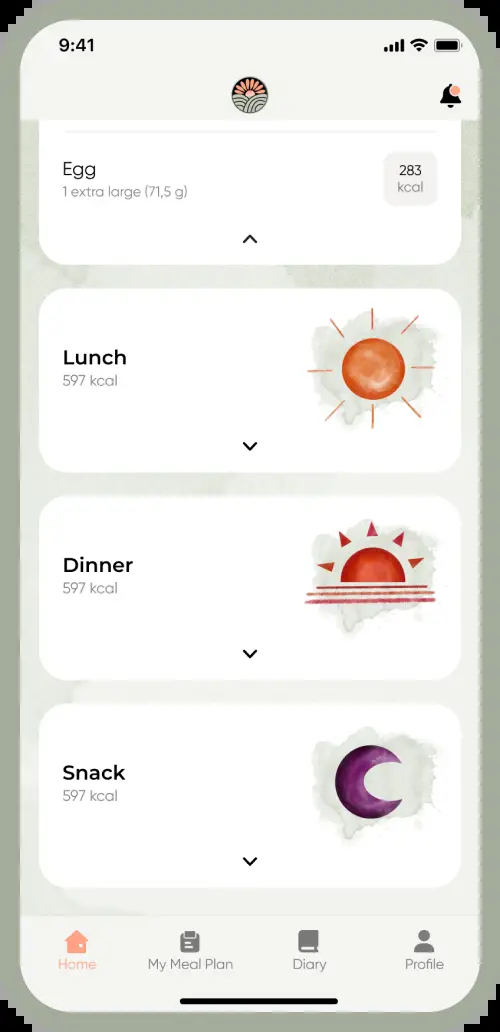 9:41
Egg
1 extra large (71,5 g)
283
kcal
Lunch
597 kcal
Dinner
597 kcal
Snack
597 kcal
Home
My Meal Plan
Diary
Profile